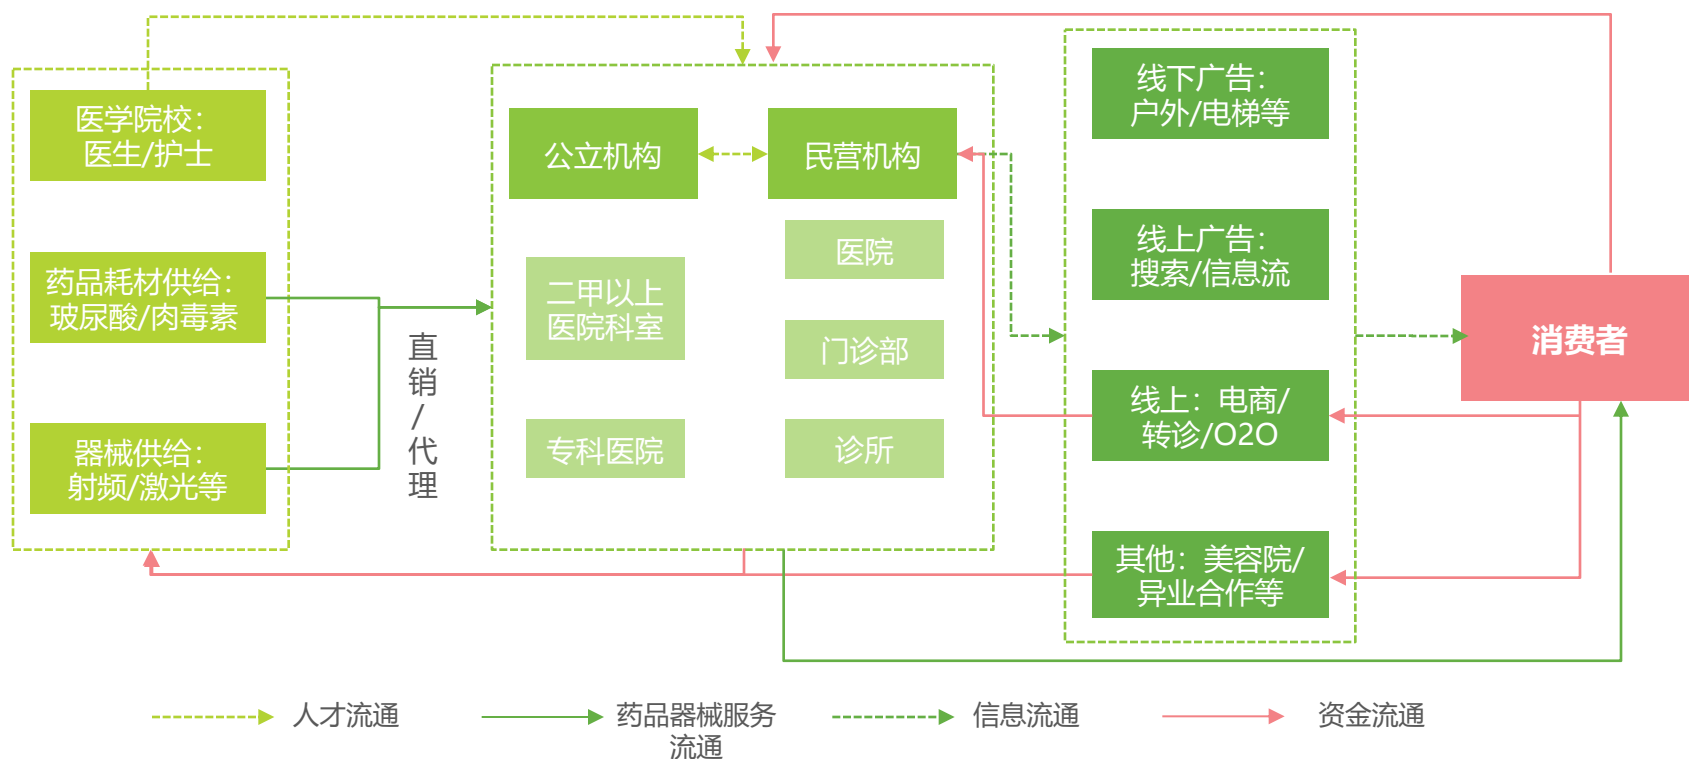 医学院校：
医生/护士
药品耗材供给：
玻尿酸/肉毒素
器械供给：
射频/激光等
直
销
/
代
理
公立机构
民营机构
二甲以上
医院科室
专科医院
医院
门诊部
诊所
线下广告：
户外/电梯等
线上广告：
搜索/信息流
线上：电商/
转诊/O2O
其他：美容院/
异业合作等
消费者
人才流通
药品器械服务
流通
信息流通
资金流通